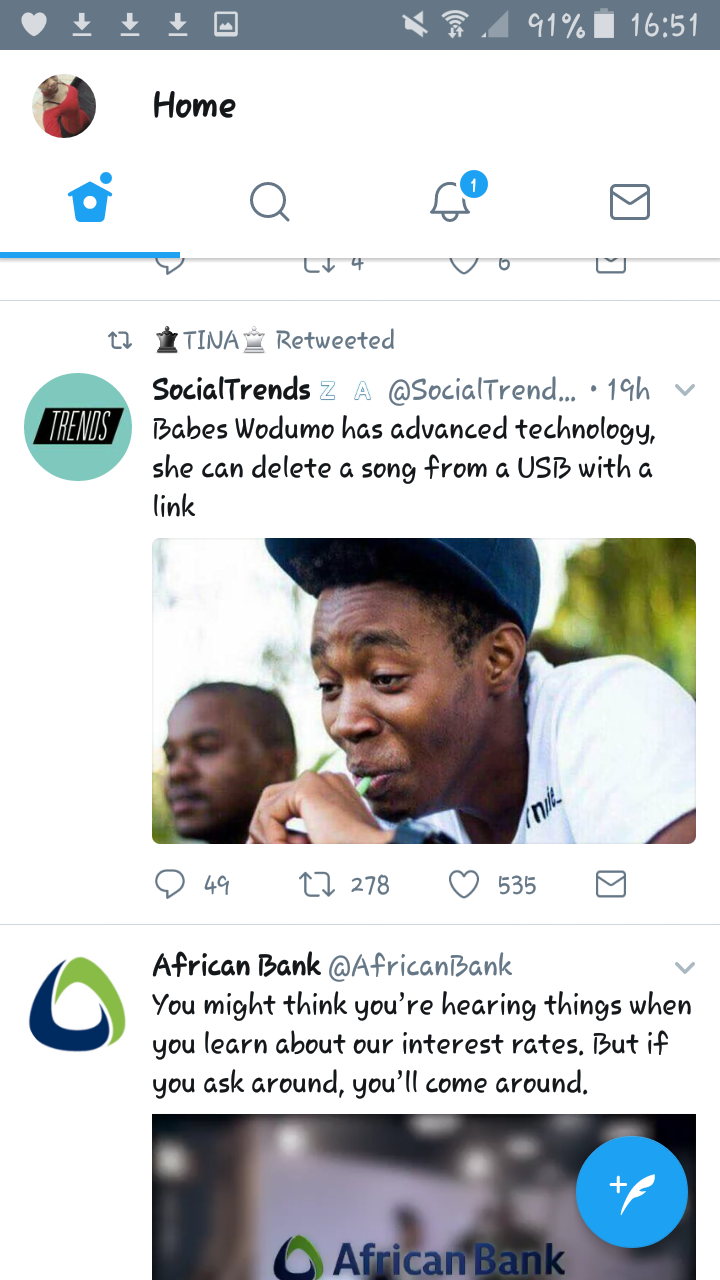 91% 16:51
Home
1
4 6
♚TINA♕ Retweeted
SocialTrends Z A @SocialTrend... • 19h
TRENDS
Babes Wodumo has advanced technology,
she can delete a song from a USB with a
link
49 278 535
African Bank @AfricanBank
You might think you're hearing things when
you learn about our interest rates. But if
you ask around, you'll come around.
African Bank